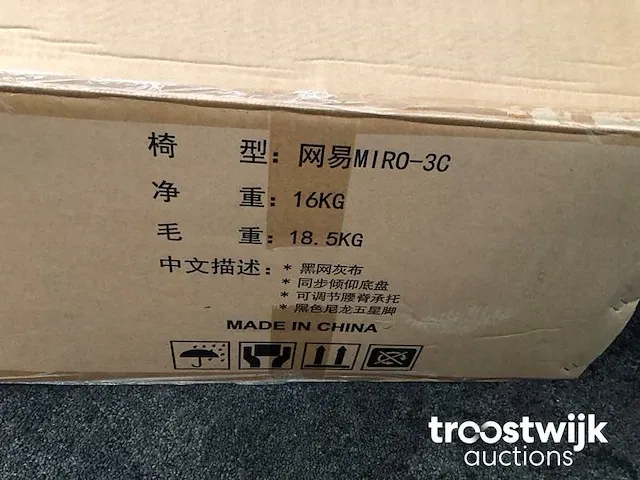 椅 型: 网易MIRO-3C
净 重: 16KG
毛 重: 18.5KG
中文描述: * 黑网灰布
* 同步倾仰底盘
* 可调节腰脊承托
* 黑色尼龙五星脚
MADE IN CHINA
troostwijk
auctions